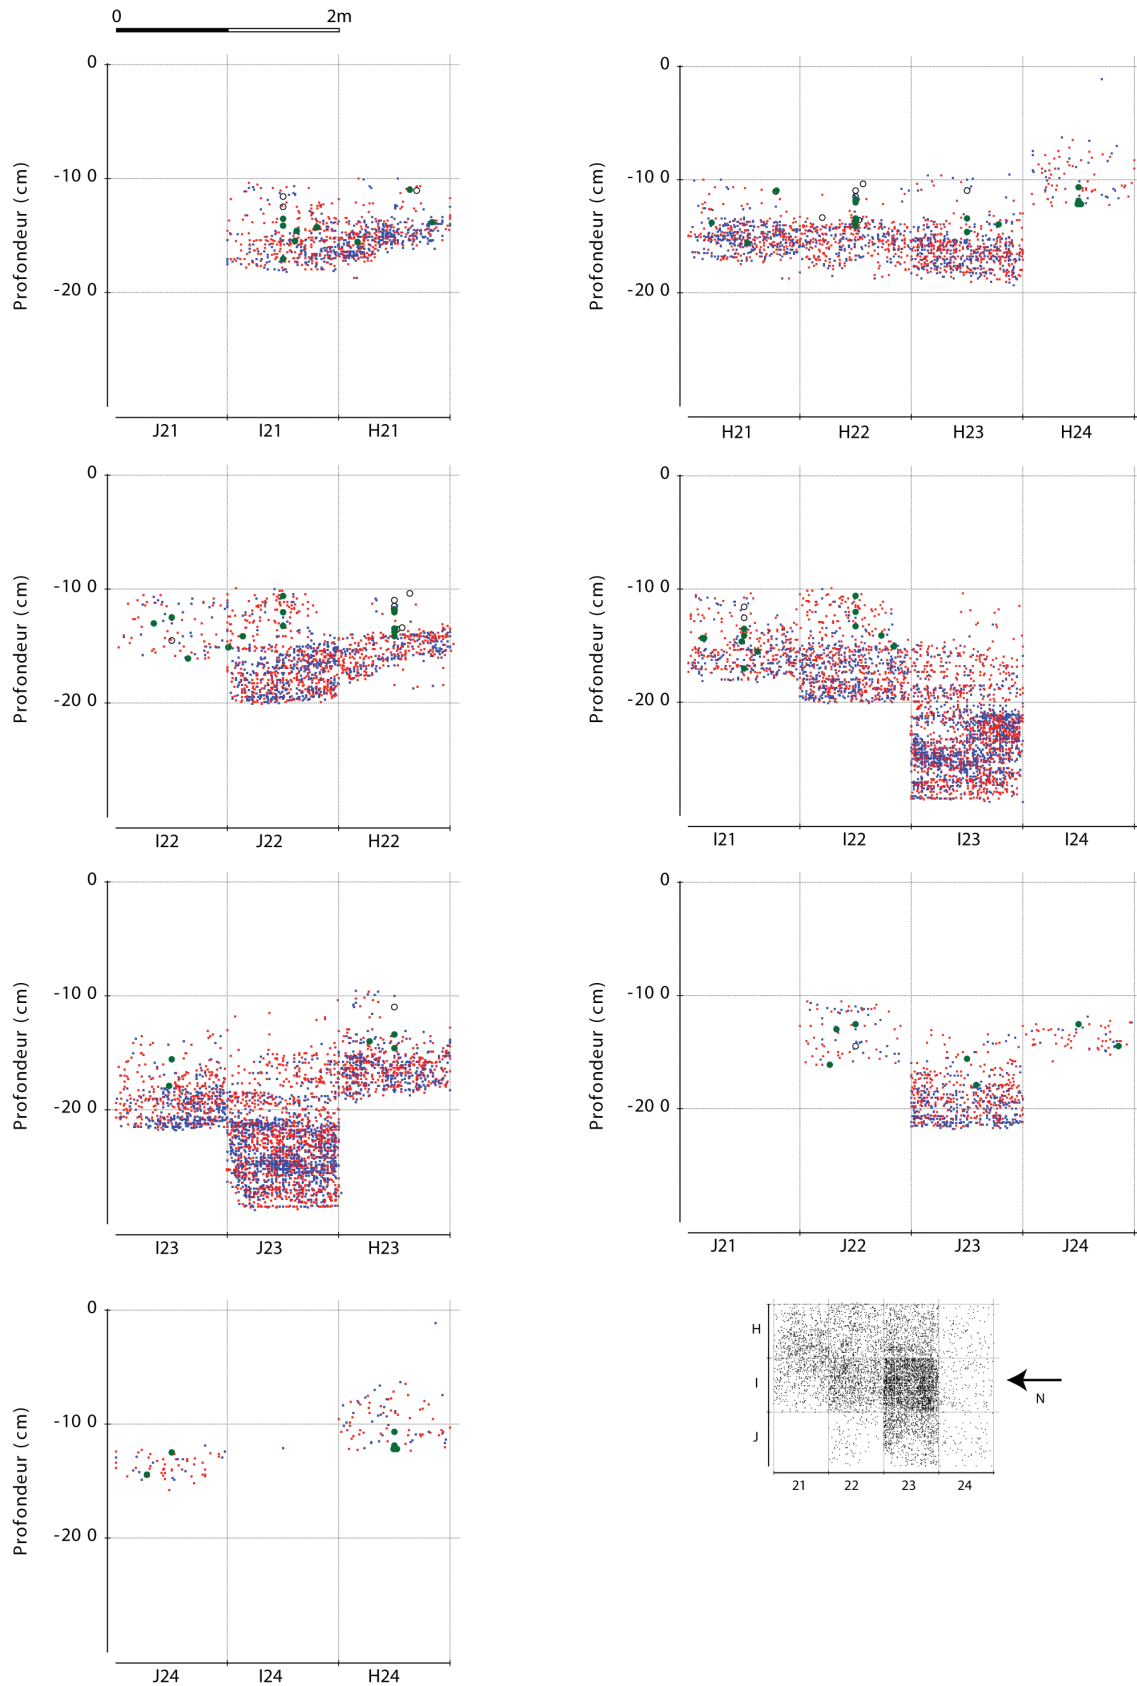 0 2m
Profondeur (cm)
0
-10 0
-20 0
J21 I21 H21
Profondeur (cm)
0
-10 0
-20 0
H21 H22 H23 H24
Profondeur (cm)
0
-10 0
-20 0
I22 J22 H22
Profondeur (cm)
0
-10 0
-20 0
I21 I22 I23 I24
Profondeur (cm)
0
-10 0
-20 0
I23 J23 H23
Profondeur (cm)
0
-10 0
-20 0
J21 J22 J23 J24
Profondeur (cm)
0
-10 0
-20 0
J24 I24 H24
H
I
J
N
21 22 23 24